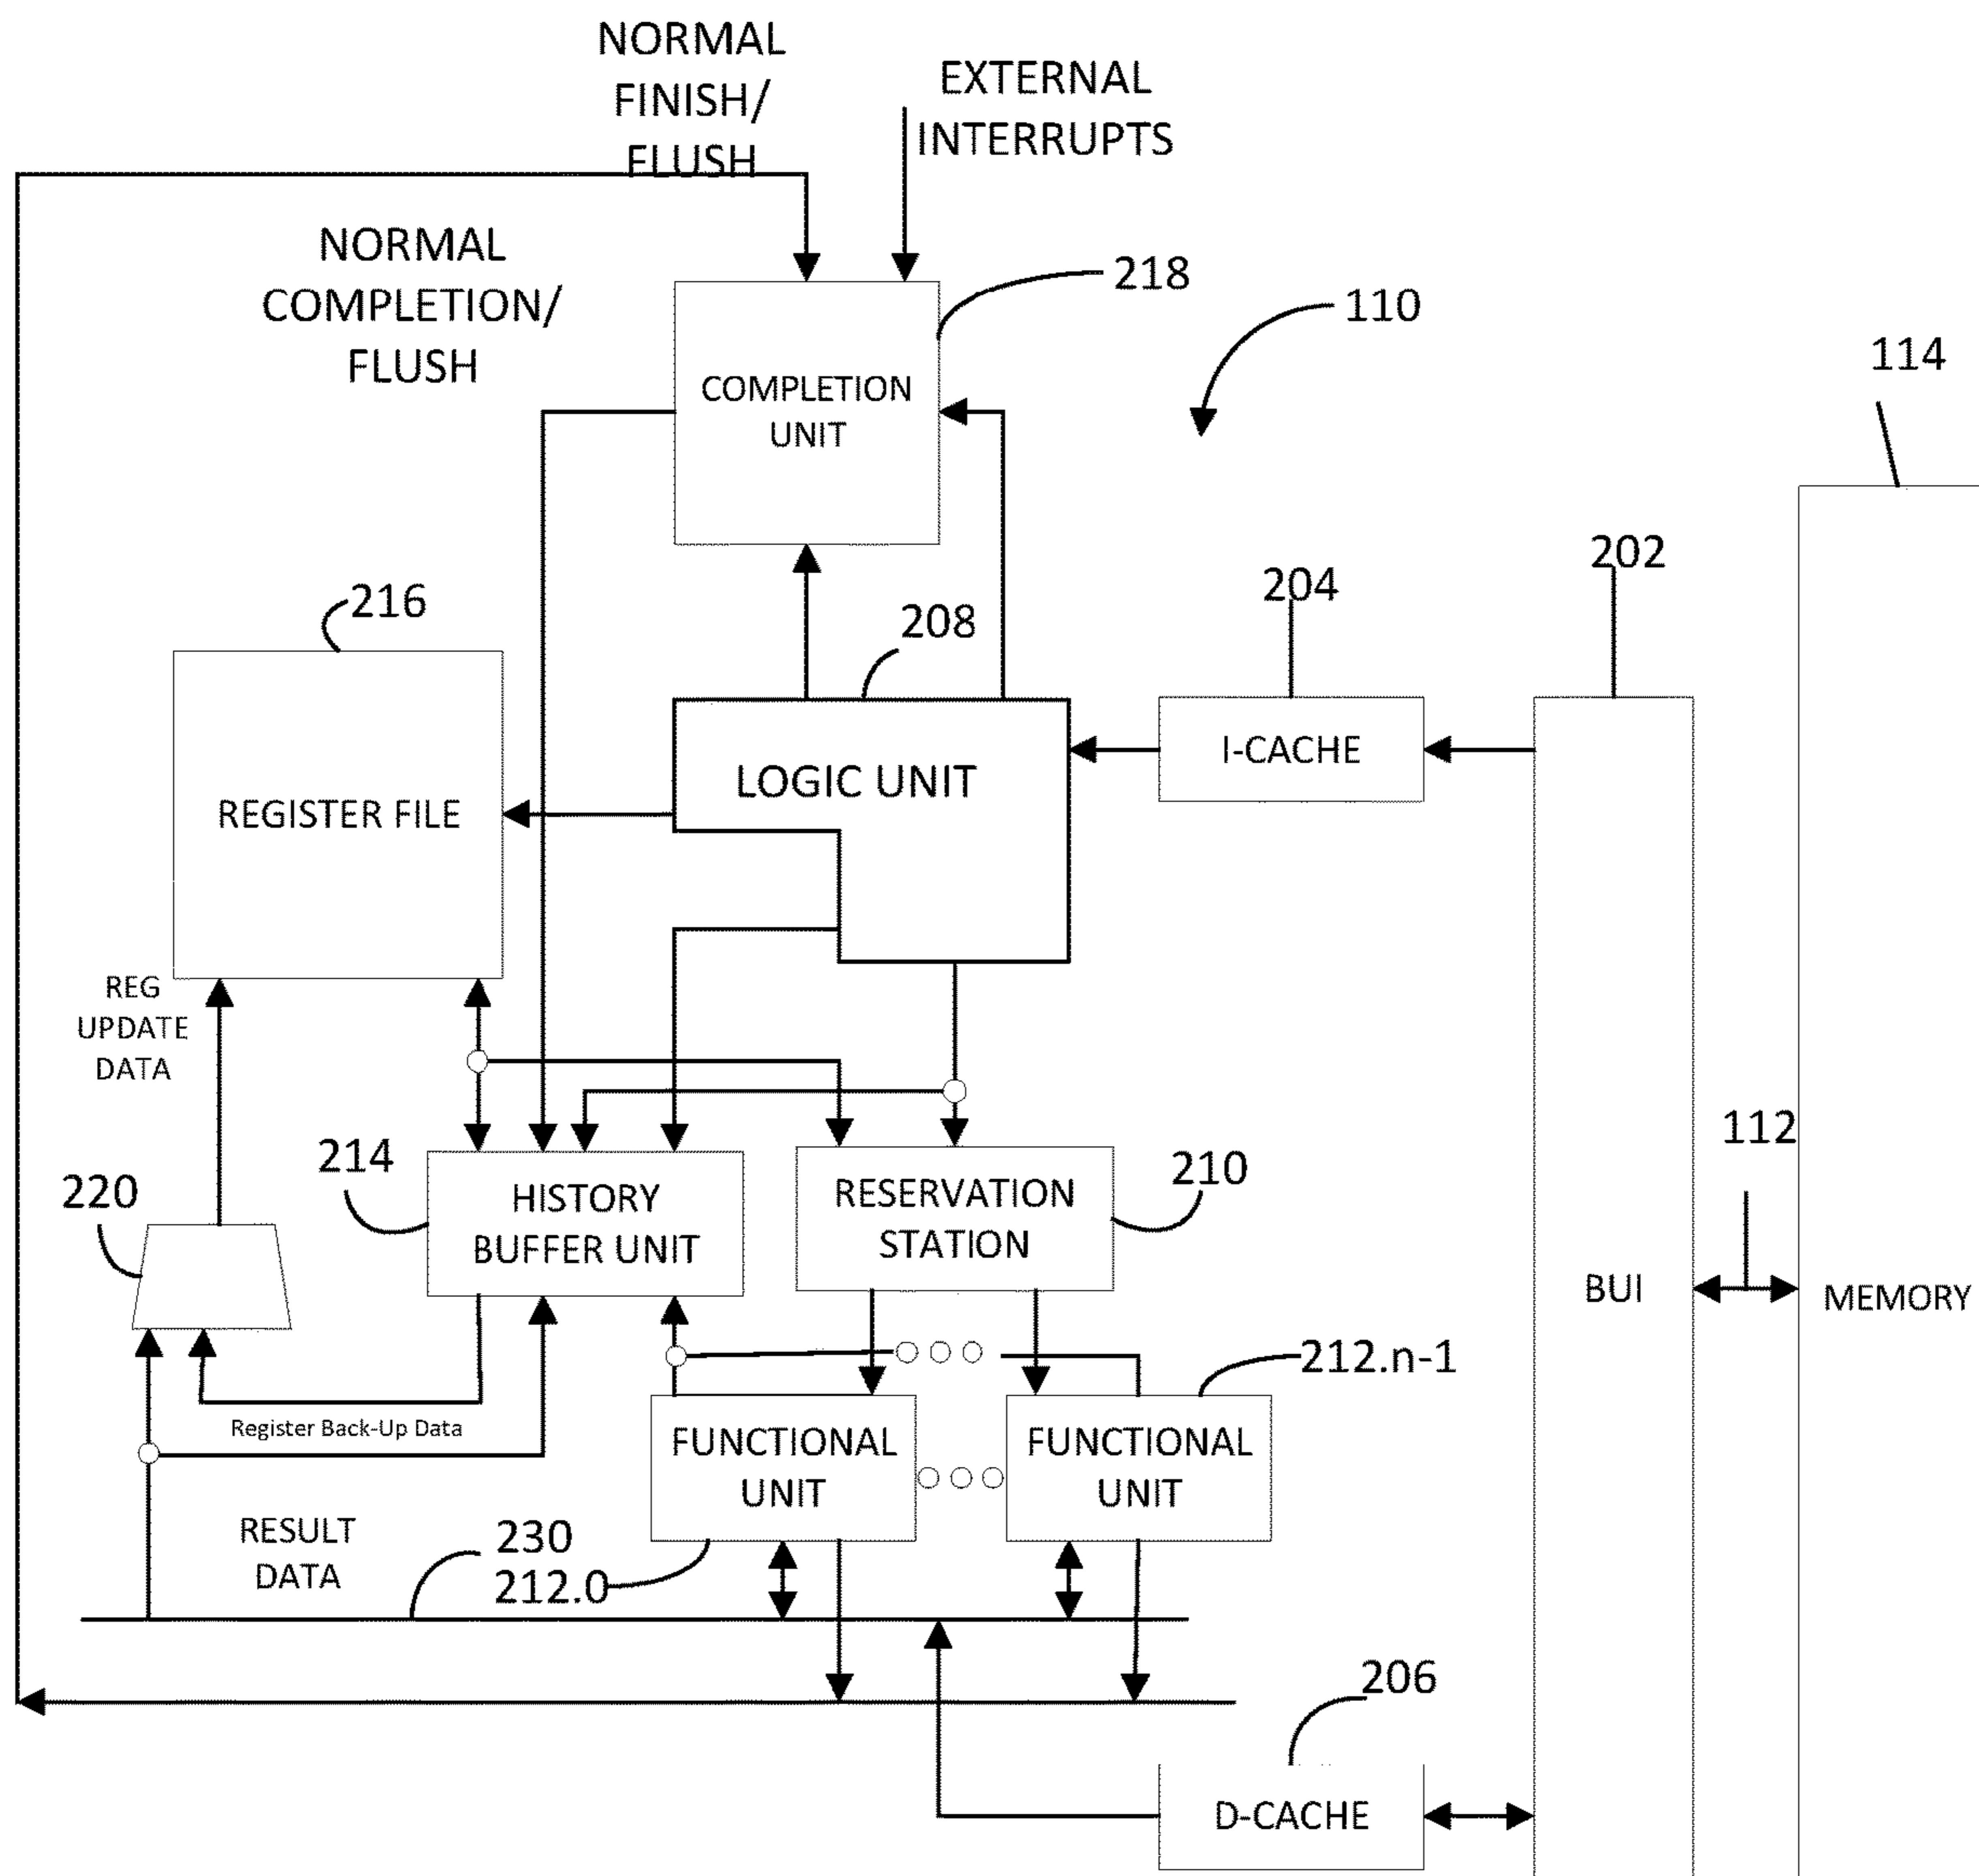 NORMAL
FINISH/
FLUSH
EXTERNAL
INTERRUPTS
NORMAL
COMPLETION/
FLUSH
218
110
114
COMPLETION
UNIT
202
204
216
208
I-CACHE
LOGIC UNIT
REGISTER FILE
REG
UPDATE
DATA
112
214
210
220
HISTORY
BUFFER UNIT
RESERVATION
STATION
BUI
MEMORY
212.n-1
Register Back-Up Data
FUNCTIONAL
UNIT
FUNCTIONAL
UNIT
RESULT
DATA
230
212.0
206
D-CACHE